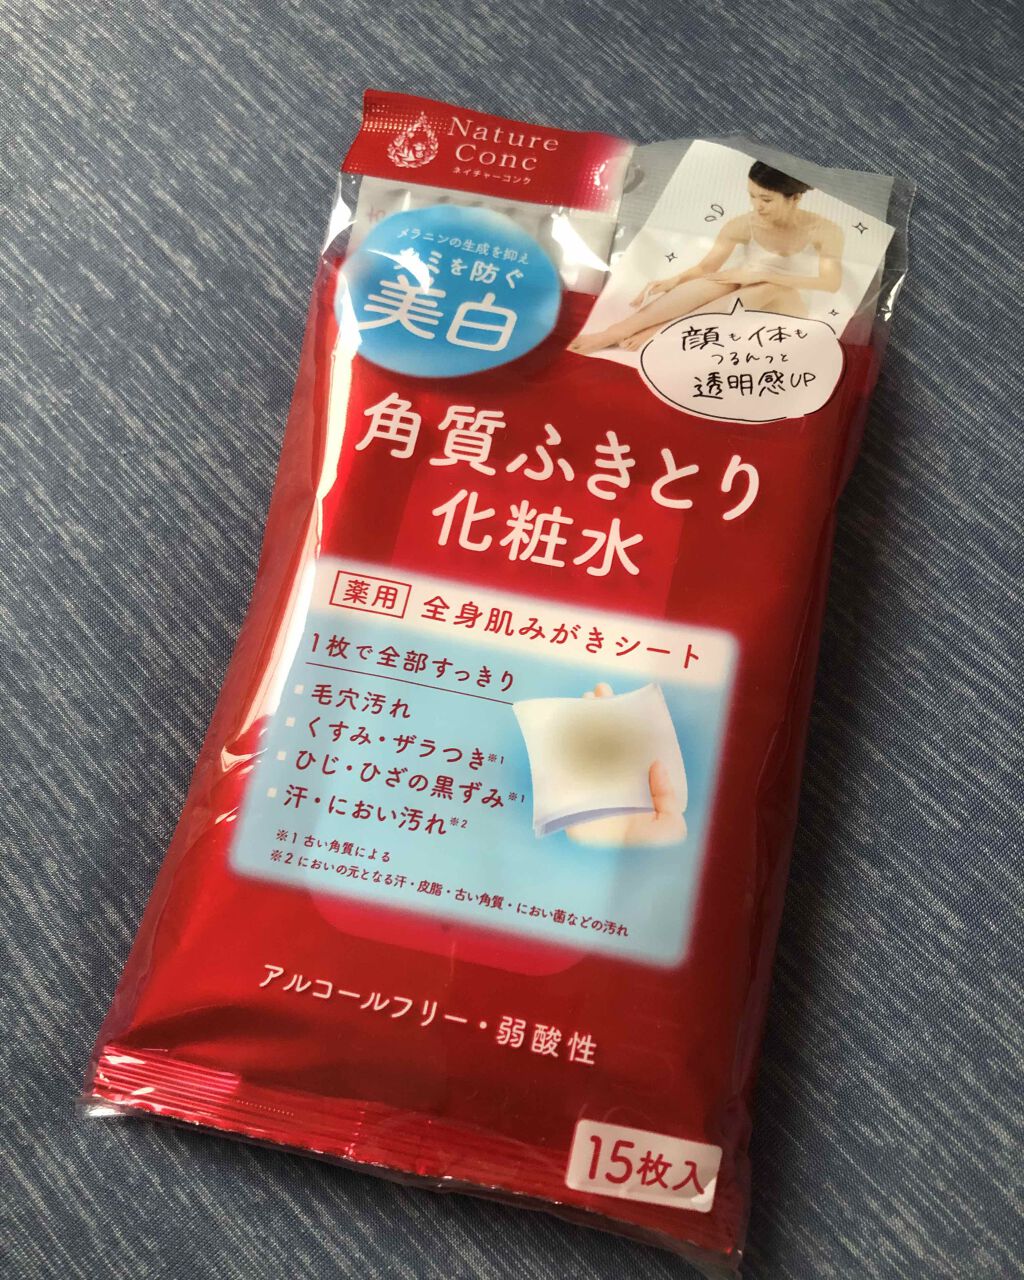 Nature
Conc
ネイチャーコンク
メラニンの生成を抑え
シミを防ぐ
美白
顔も体も
つるんっと
透明感UP
角質ふきとり
化粧水
薬用 全身肌みがきシート
1枚で全部すっきり
毛穴汚れ
くすみ・ザラつき※1
ひじ・ひざの黒ずみ※1
汗・におい汚れ※2
※1 古い角質による
※2 においの元となる汗・皮脂・古い角質・におい菌などの汚れ
アルコールフリー・弱酸性
15枚入